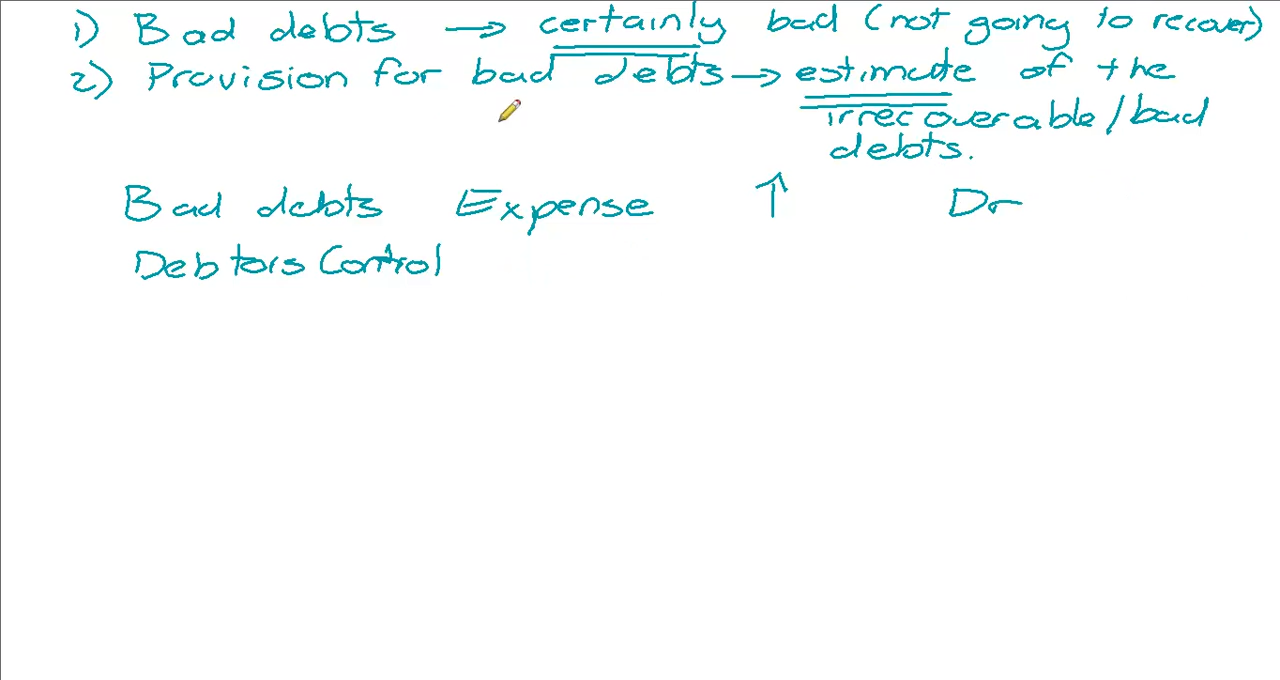 1) Bad debts → certainly bad (not going to recover)
2) Provision for bad debts → estimate of the
irrecoverable/bad
debts.
Bad debts Expense ↑ Dr
Debtors Control